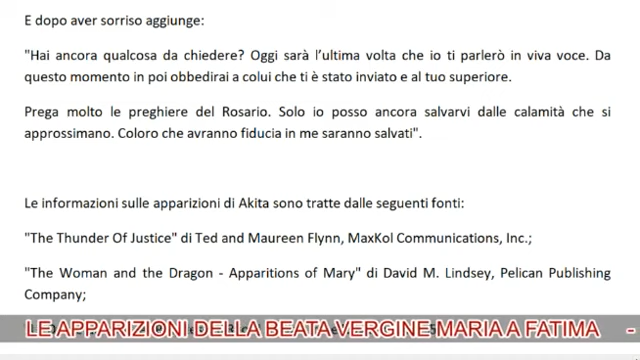 E dopo aver sorriso aggiunge:
"Hai ancora qualcosa da chiedere? Oggi sarà l'ultima volta che io ti parlerò in viva voce. Da
questo momento in poi obbedirai a colui che ti è stato inviato e al tuo superiore.
Prega molto le preghiere del Rosario. Solo io posso ancora salvarvi dalle calamità che si
approssimano. Coloro che avranno fiducia in me saranno salvati".
Le informazioni sulle apparizioni di Akita sono tratte dalle seguenti fonti:
"The Thunder Of Justice" di Ted and Maureen Flynn, MaxKol Communications, Inc.;
"The Woman and the Dragon - Apparitions of Mary" di David M. Lindsey, Pelican Publishing
Company;
LE APPARIZIONI DELLA BEATA VERGINE MARIA A FATIMA -